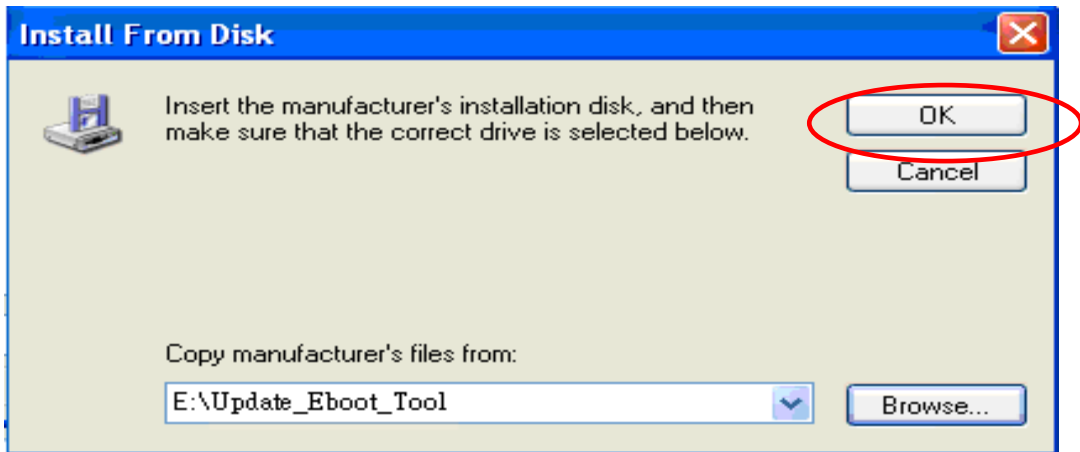 Install From Disk
Insert the manufacturer's installation disk, and then
make sure that the correct drive is selected below.
OK
Cancel
Copy manufacturer's files from:
E:\Update_Eboot_Tool
Browse...